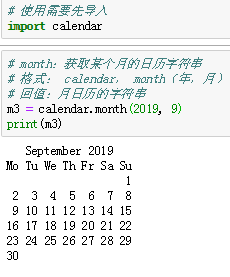 # 使用需要先导入
import calendar
# month: 获取某个月的日历字符串
# 格式: calendar. month(年, 月)
# 回值: 月日历的字符串
m3 = calendar.month(2019, 9)
print(m3)
September 2019
Mo Tu We Th Fr Sa Su
1
2 3 4 5 6 7 8
9 10 11 12 13 14 15
16 17 18 19 20 21 22
23 24 25 26 27 28 29
30